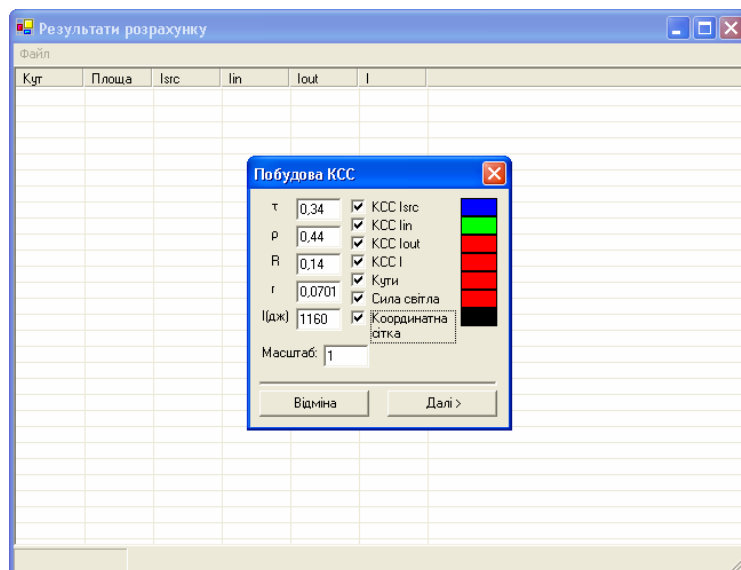 Результати розрахунку
Файл
Кут Площа Isrc Iin Iout I
Побудова КСС
τ 0,34 КСС Isrc
КСС Iin
ρ 0,44 КСС Iout
R 0,14 КСС I
Кути
r 0,0701 Сила світла
I(дж) 1160 Координатна
сітка
Масштаб: 1
Відміна Далі >